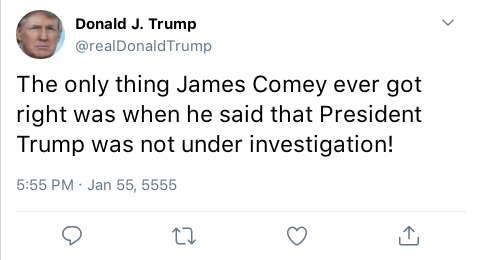 Donald J. Trump
@realDonaldTrump
The only thing James Comey ever got
right was when he said that President
Trump was not under investigation!
5:55 PM · Jan 55, 5555